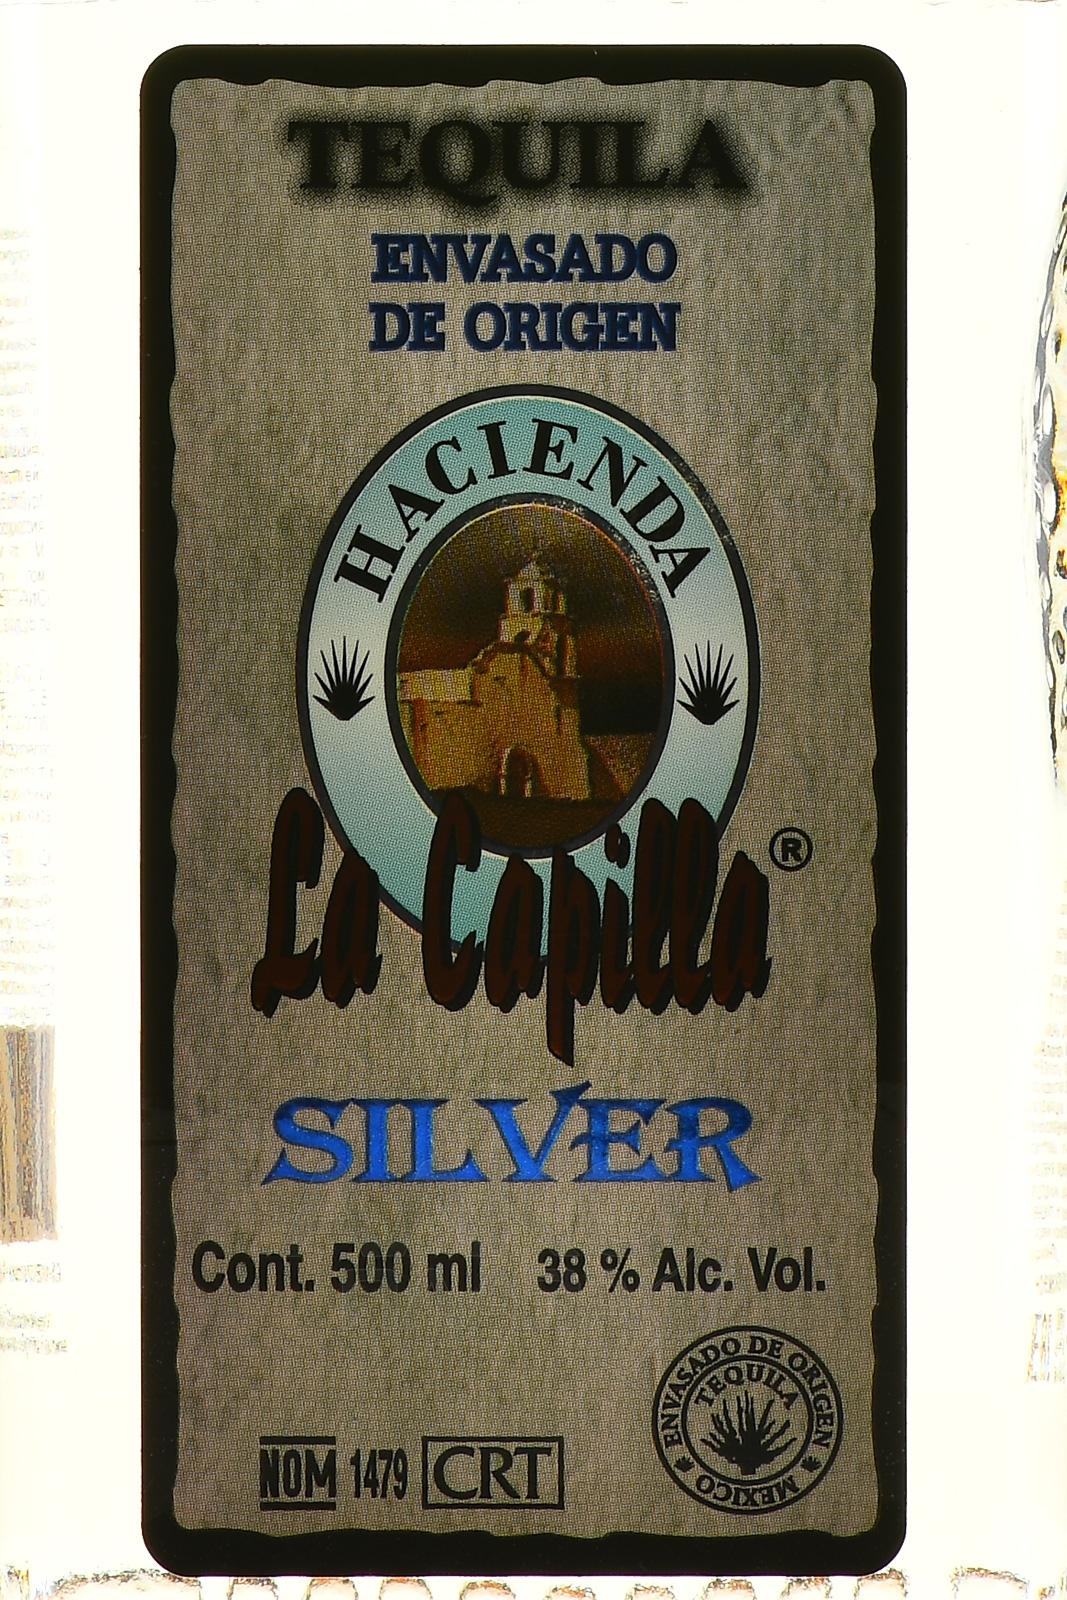 TEQUILA
ENVASADO
DE ORIGEN
HACIENDA
La Capilla®
SILVER
Cont. 500 ml 38 % Alc. Vol.
ENVASADO DE ORIGEN
TEQUILA
MEXICO
NOM 1479 CRT